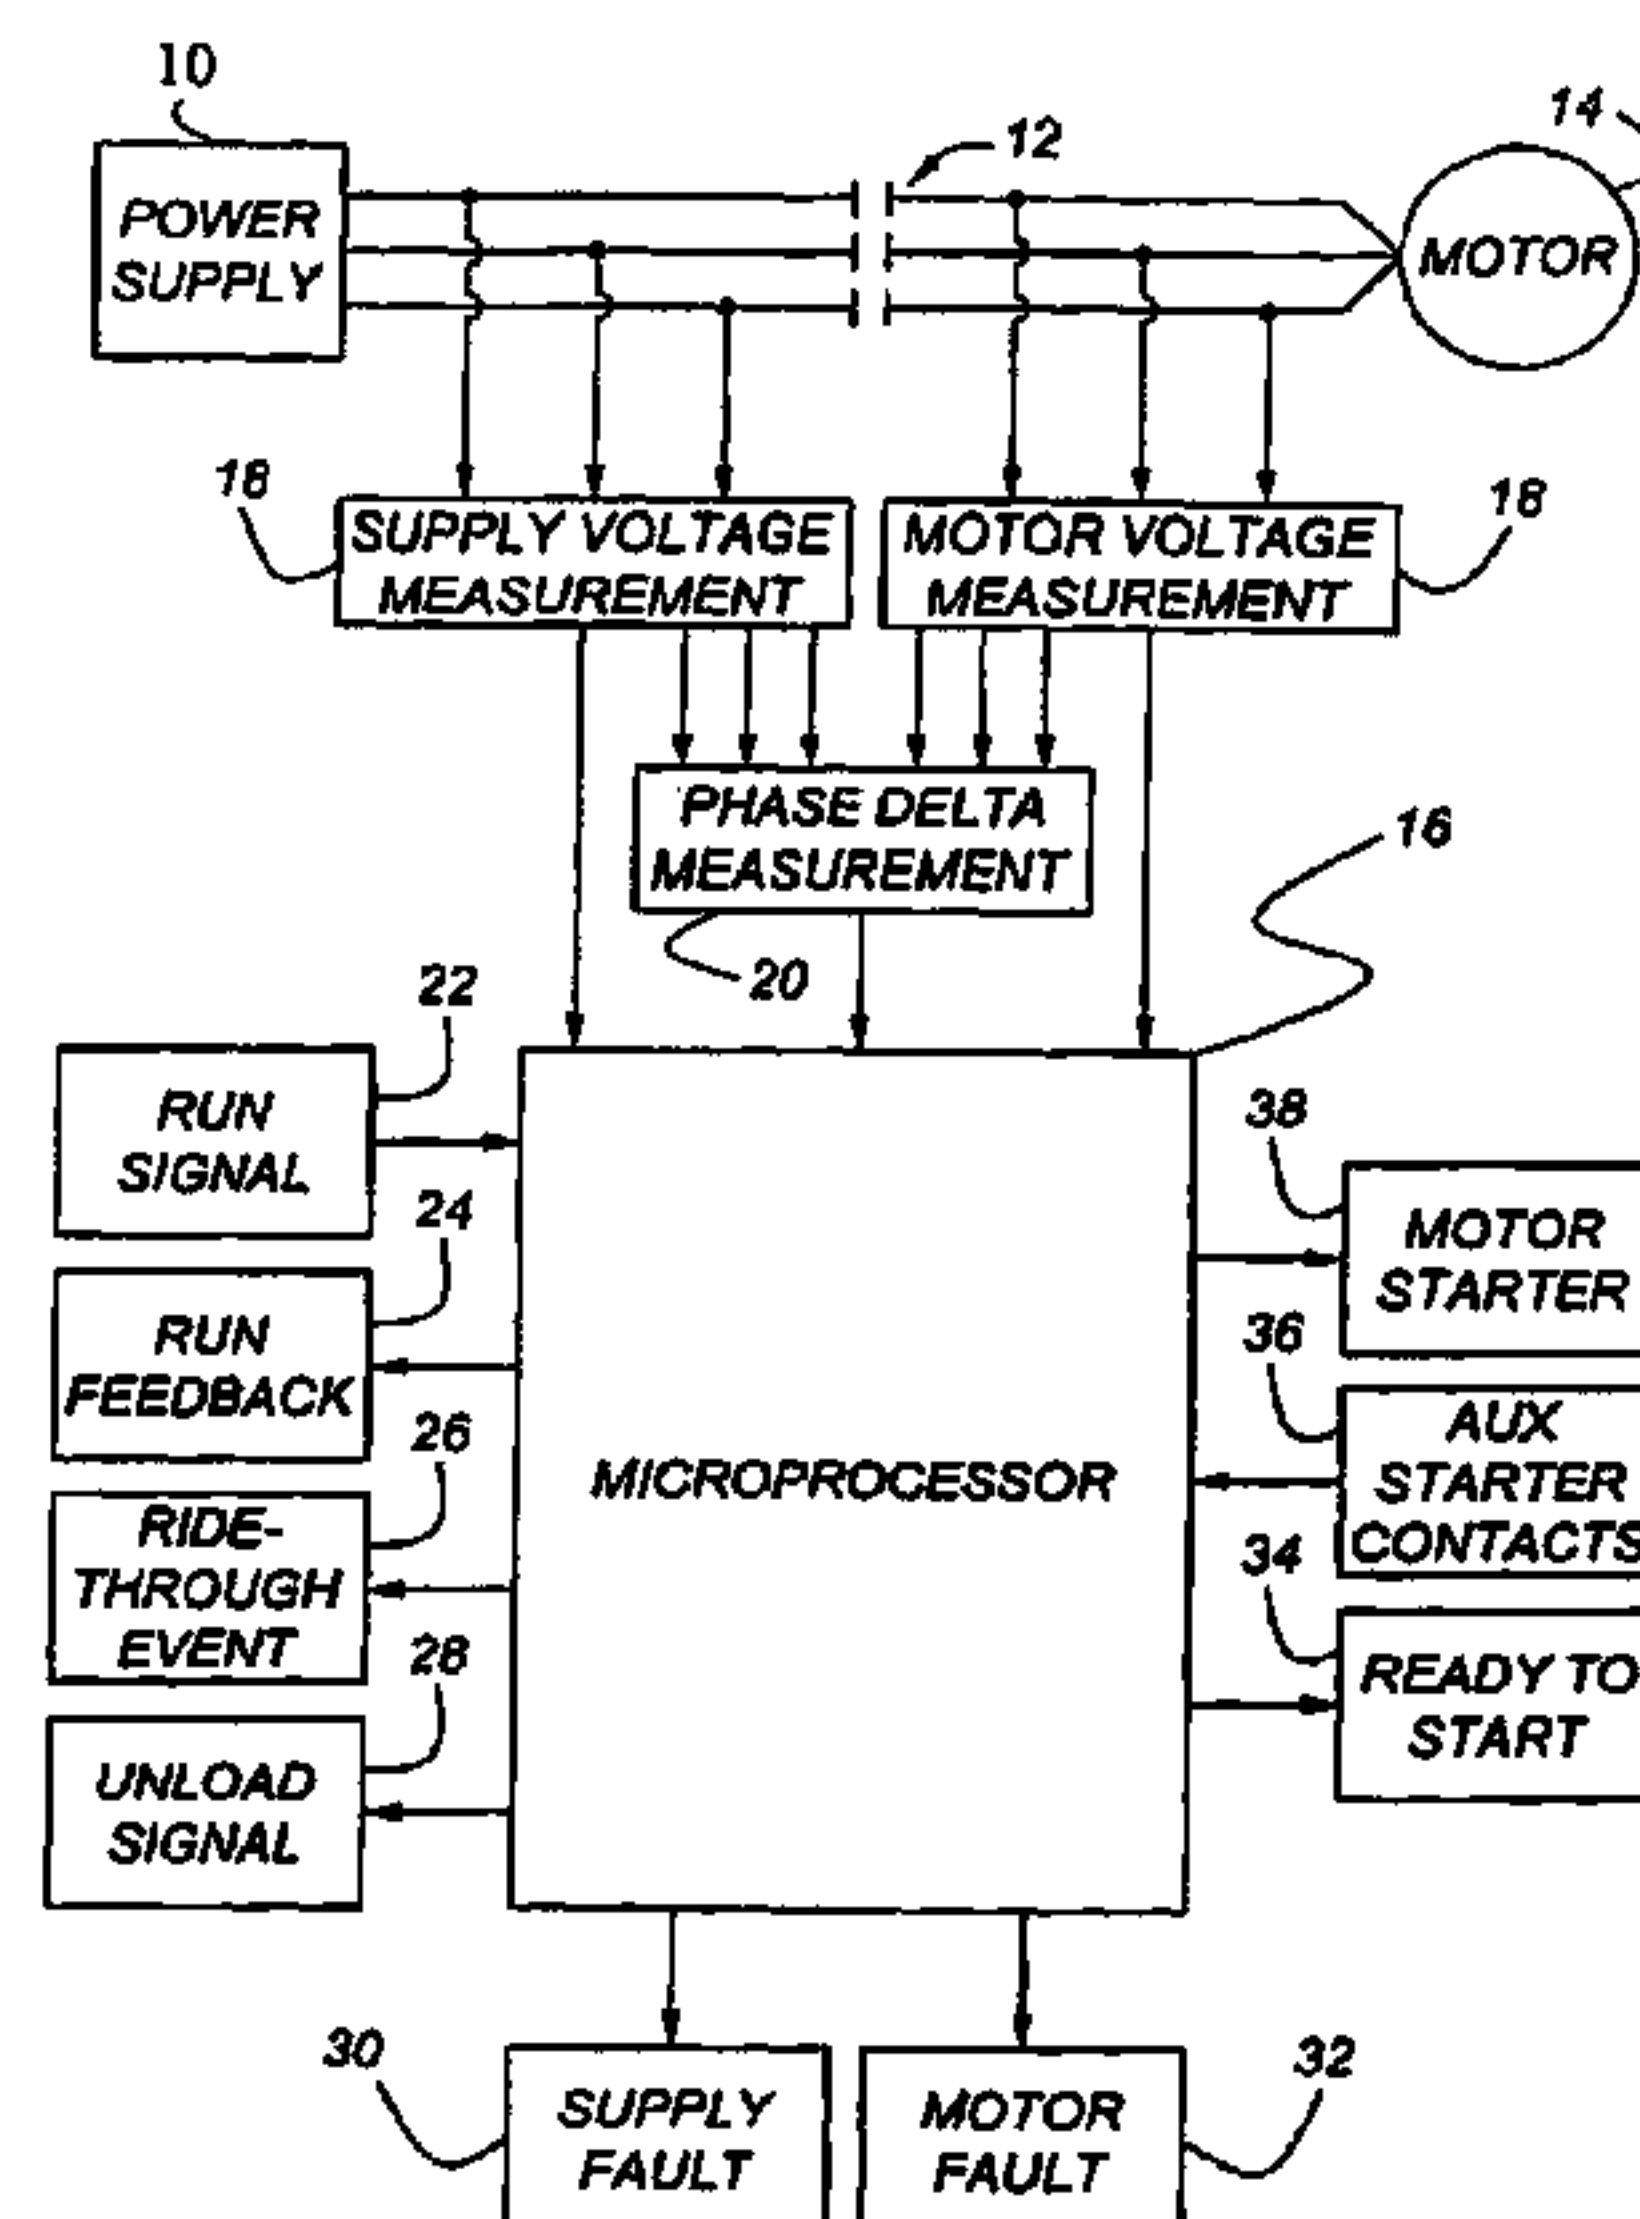 10
14
12
POWER
SUPPLY
MOTOR
18
18
SUPPLY VOLTAGE
MEASUREMENT
MOTOR VOLTAGE
MEASUREMENT
PHASE DELTA
MEASUREMENT
16
20
22
RUN
SIGNAL
38
24
MOTOR
STARTER
RUN
FEEDBACK
36
26
AUX
STARTER
CONTACTS
MICROPROCESSOR
RIDE-
THROUGH
EVENT
34
28
READY TO
START
UNLOAD
SIGNAL
30
32
SUPPLY
FAULT
MOTOR
FAULT